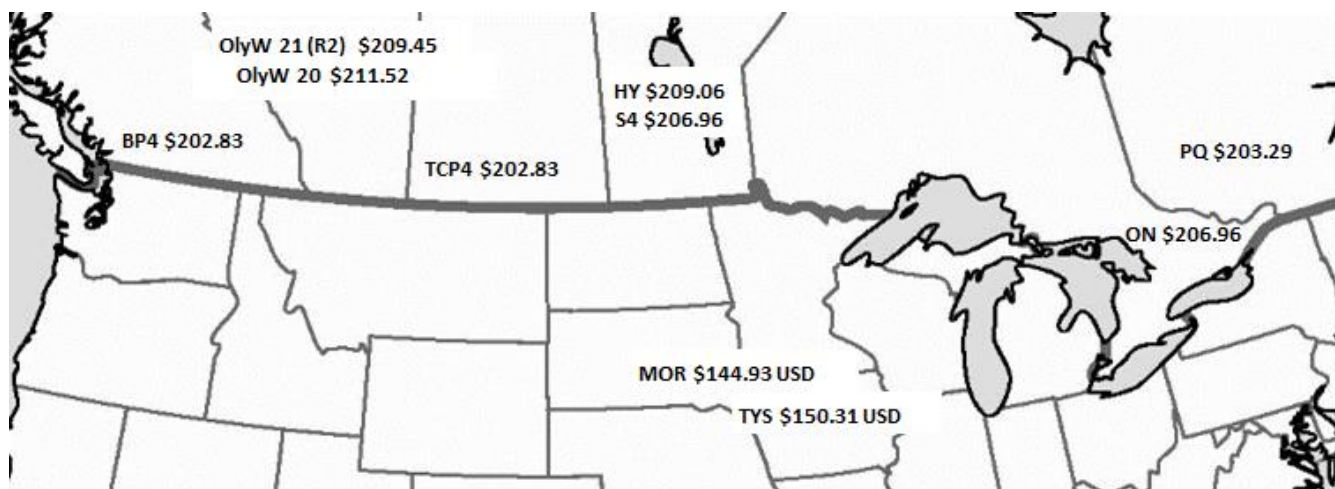 OlyW 21 (R2) $209.45
OlyW 20 $211.52
HY $209.06
S4 $206.96
BP4 $202.83
TCP4 $202.83
PQ $203.29
ON $206.96
MOR $144.93 USD
TYS $150.31 USD